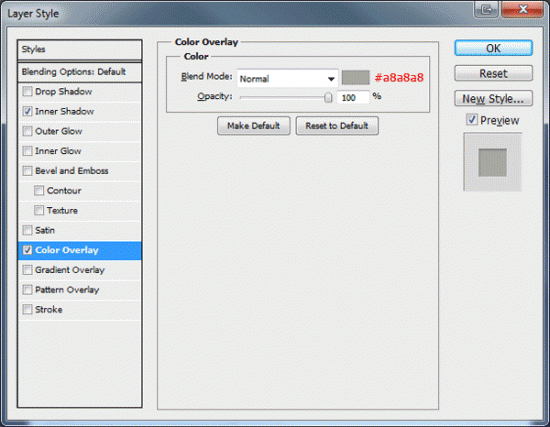 Layer Style
Styles
Blending Options: Default
Drop Shadow
Inner Shadow
Outer Glow
Inner Glow
Bevel and Emboss
Contour
Texture
Satin
Color Overlay
Gradient Overlay
Pattern Overlay
Stroke
Color Overlay
Color
Blend Mode: Normal #a8a8a8
Opacity: 100 %
Make Default Reset to Default
OK
Reset
New Style...
Preview